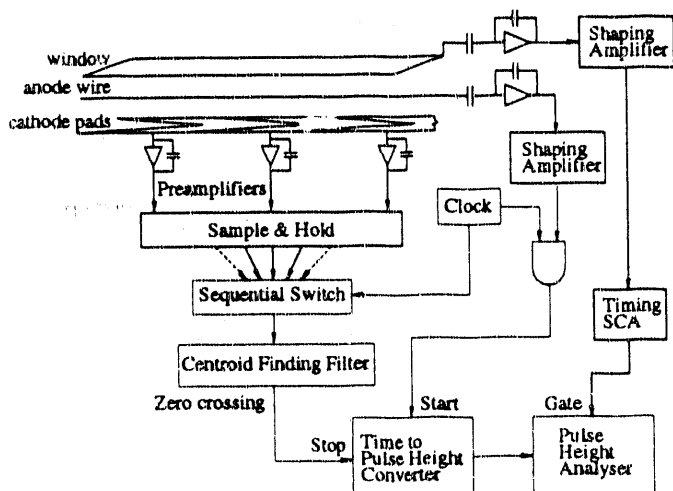 window
anode wire
cathode pads
Shaping
Amplifier
Shaping
Amplifier
Preamplifiers
Clock
Sample & Hold
Sequential Switch
Timing
SCA
Centroid Finding Filter
Zero crossing
Start
Gate
Stop
Time to
Pulse Height
Converter
Pulse
Height
Analyser